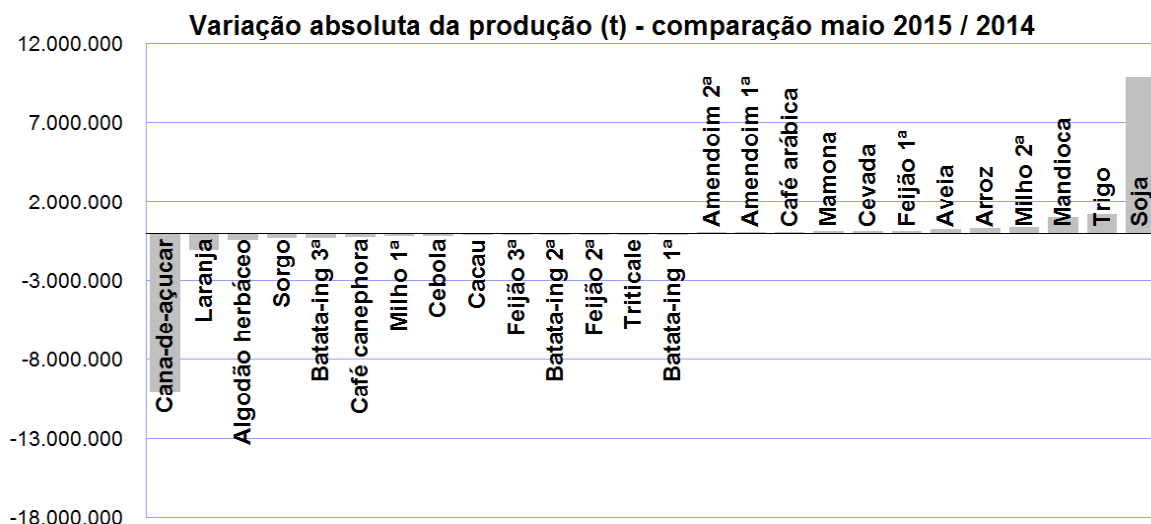 Variação absoluta da produção (t) - comparação maio 2015 / 2014
12.000.000
7.000.000
2.000.000
-3.000.000
-8.000.000
-13.000.000
-18.000.000
Cana-de-açucar
Laranja
Algodão herbáceo
Sorgo
Batata-ing 3ª
Café canephora
Milho 1ª
Cebola
Cacau
Feijão 3ª
Batata-ing 2ª
Feijão 2ª
Triticale
Batata-ing 1ª
Amendoim 2ª
Amendoim 1ª
Café arábica
Mamona
Cevada
Feijão 1ª
Aveia
Arroz
Milho 2ª
Mandioca
Trigo
Soja